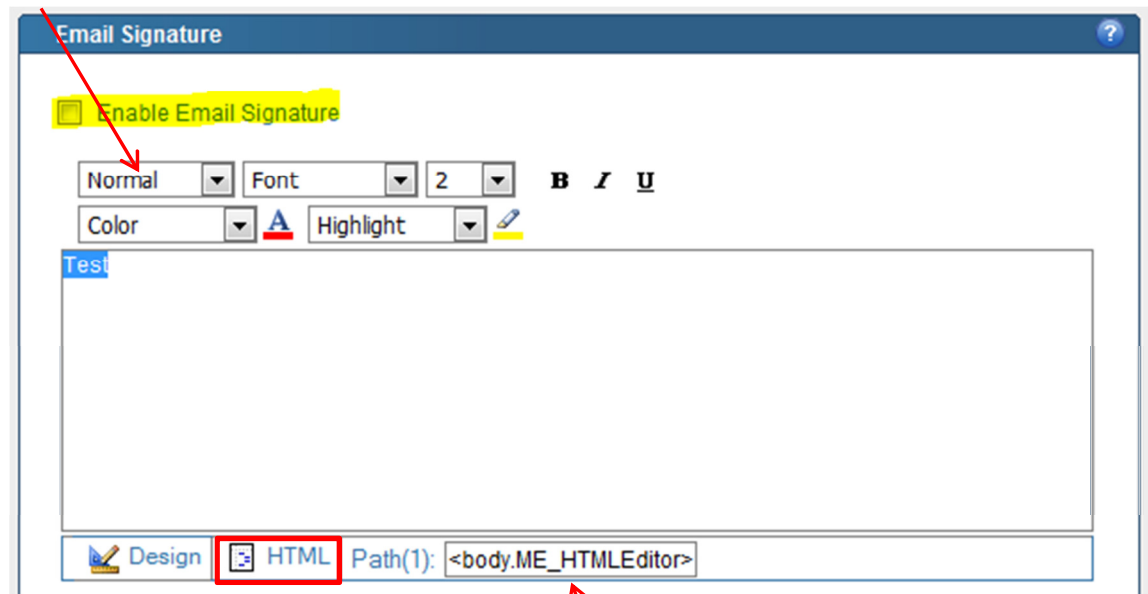 Email Signature ?
Enable Email Signature
Normal Font 2 B I U
Color A Highlight
Test
Design HTML Path(1): <body.ME_HTMLEditor>